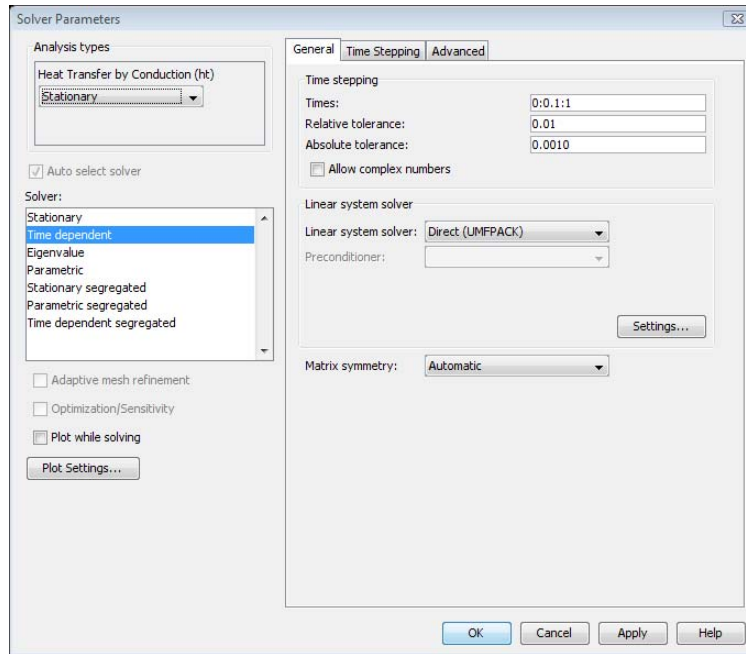 Solver Parameters
Analysis types
Heat Transfer by Conduction (ht)
Stationary
Auto select solver
Solver:
Stationary
Time dependent
Eigenvalue
Parametric
Stationary segregated
Parametric segregated
Time dependent segregated
Adaptive mesh refinement
Optimization/Sensitivity
Plot while solving
Plot Settings...
General Time Stepping Advanced
Time stepping
Times: 0:0.1:1
Relative tolerance: 0.01
Absolute tolerance: 0.0010
Allow complex numbers
Linear system solver
Linear system solver: Direct (UMFPACK)
Preconditioner:
Settings...
Matrix symmetry: Automatic
OK Cancel Apply Help